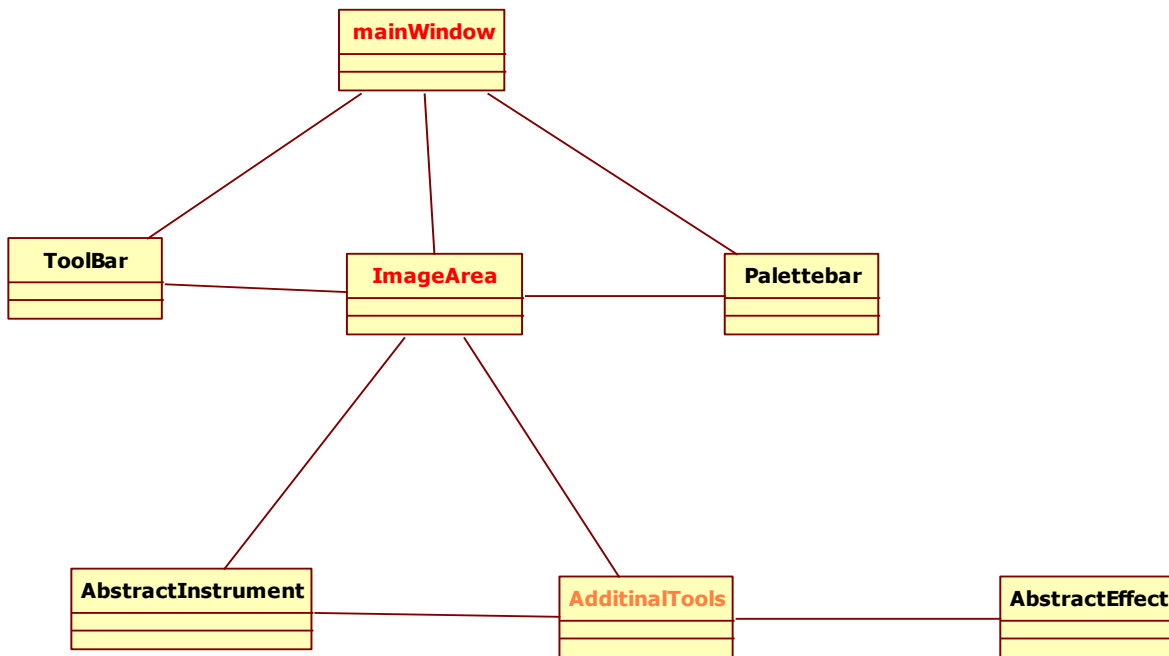 mainWindow
ToolBar
ImageArea
Palettebar
AbstractInstrument
AdditinalTools
AbstractEffect